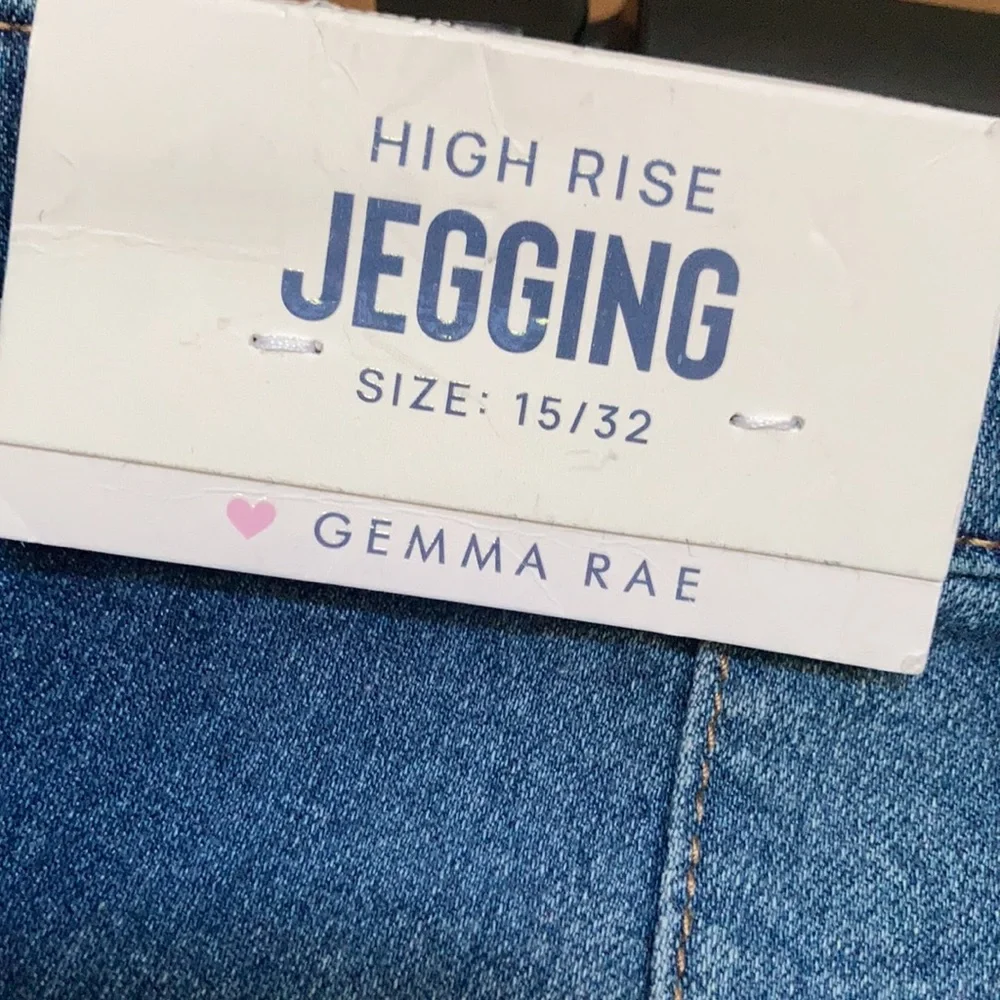 HIGH RISE
JEGGING
SIZE: 15/32
GEMMA RAE